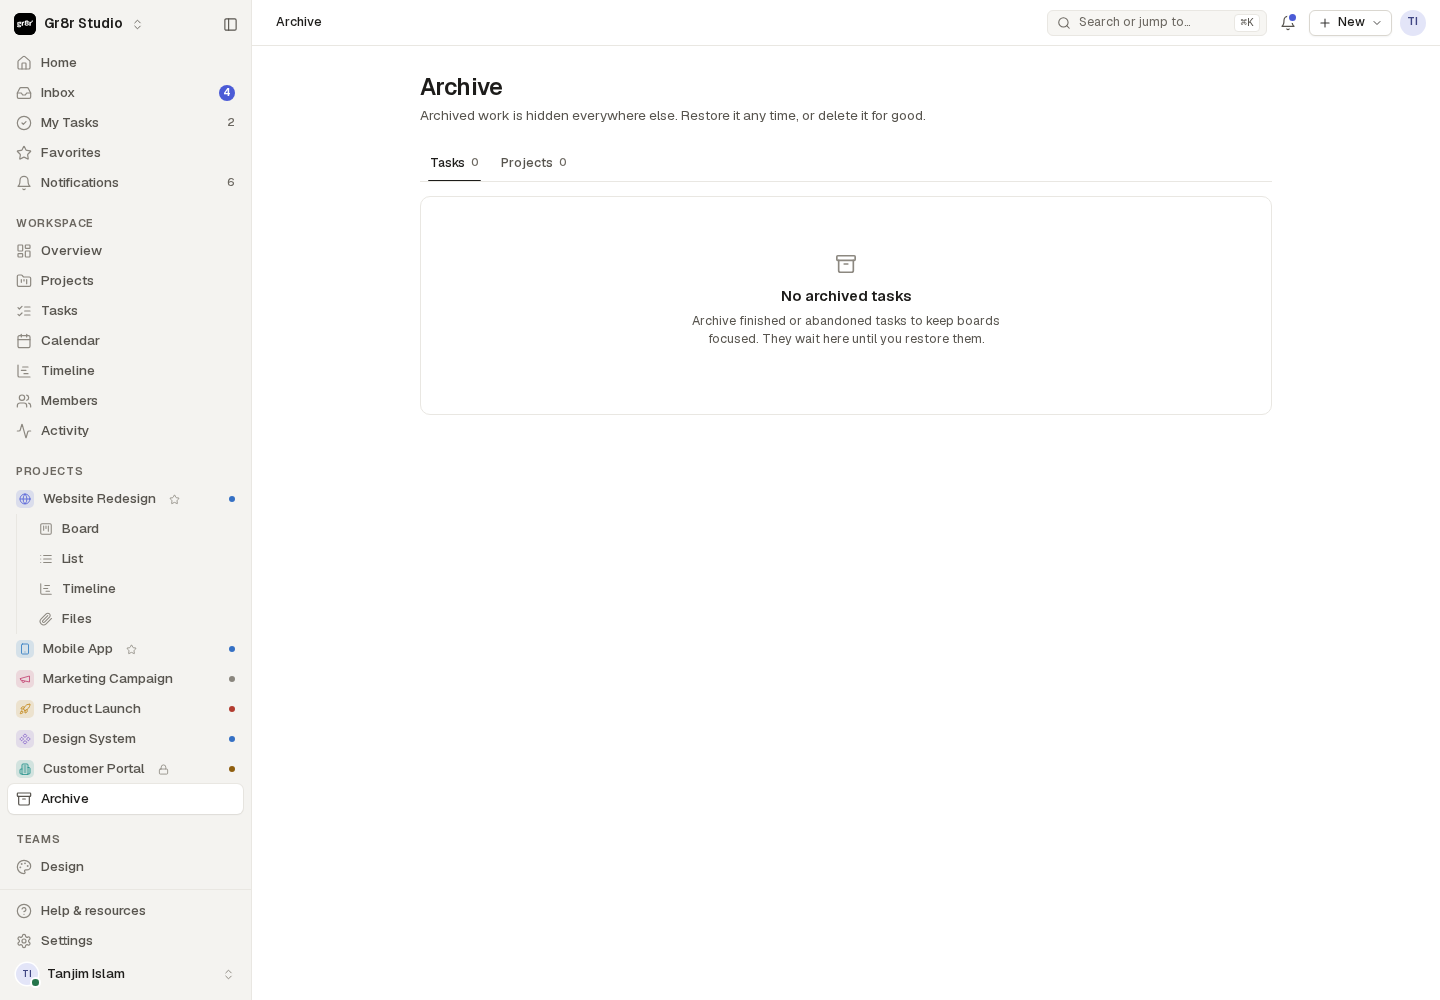 gr8r
Gr8r Studio
Home
Inbox 4
My Tasks 2
Favorites
Notifications 6
WORKSPACE
Overview
Projects
Tasks
Calendar
Timeline
Members
Activity
PROJECTS
Website Redesign
Board
List
Timeline
Files
Mobile App
Marketing Campaign
Product Launch
Design System
Customer Portal
Archive
TEAMS
Design
Help & resources
Settings
TI Tanjim Islam
Archive
Search or jump to... ⌘K
New
TI
Archive
Archived work is hidden everywhere else. Restore it any time, or delete it for good.
Tasks 0 Projects 0
No archived tasks
Archive finished or abandoned tasks to keep boards
focused. They wait here until you restore them.